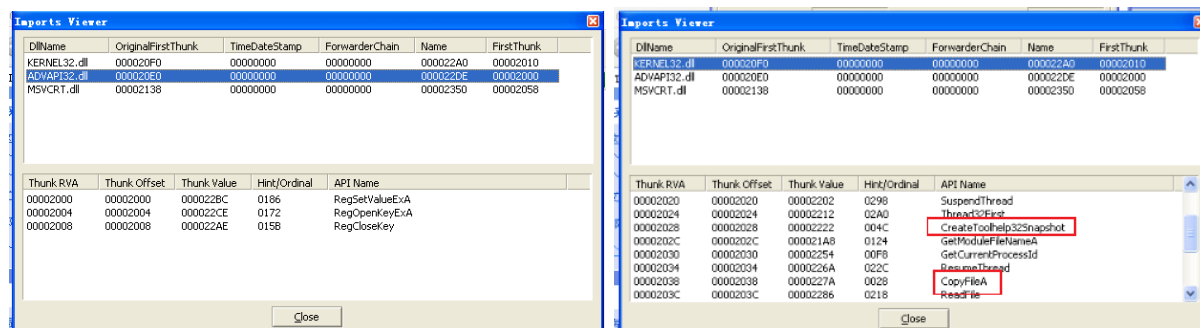 Imports Viewer
DllName OriginalFirstThunk TimeDateStamp ForwarderChain Name FirstThunk
KERNEL32.dll 000020F0 00000000 00000000 000022A0 00002010
ADVAPI32.dll 000020E0 00000000 00000000 000022DE 00002000
MSVCRT.dll 00002138 00000000 00000000 00002350 00002058
Thunk RVA Thunk Offset Thunk Value Hint/Ordinal API Name
00002000 00002000 000022BC 0186 RegSetValueExA
00002004 00002004 000022CE 0172 RegOpenKeyExA
00002008 00002008 000022AE 015B RegCloseKey
Close
Imports Viewer
DllName OriginalFirstThunk TimeDateStamp ForwarderChain Name FirstThunk
KERNEL32.dll 000020F0 00000000 00000000 000022A0 00002010
ADVAPI32.dll 000020E0 00000000 00000000 000022DE 00002000
MSVCRT.dll 00002138 00000000 00000000 00002350 00002058
Thunk RVA Thunk Offset Thunk Value Hint/Ordinal API Name
00002020 00002020 00002202 0298 SuspendThread
00002024 00002024 00002212 02A0 Thread32First
00002028 00002028 00002222 004C CreateToolhelp32Snapshot
0000202C 0000202C 000021A8 0124 GetModuleFileNameA
00002030 00002030 00002254 00F8 GetCurrentProcessId
00002034 00002034 0000226A 022C ResumeThread
00002038 00002038 0000227A 0028 CopyFileA
0000203C 0000203C 00002286 0218 ReadFile
Close